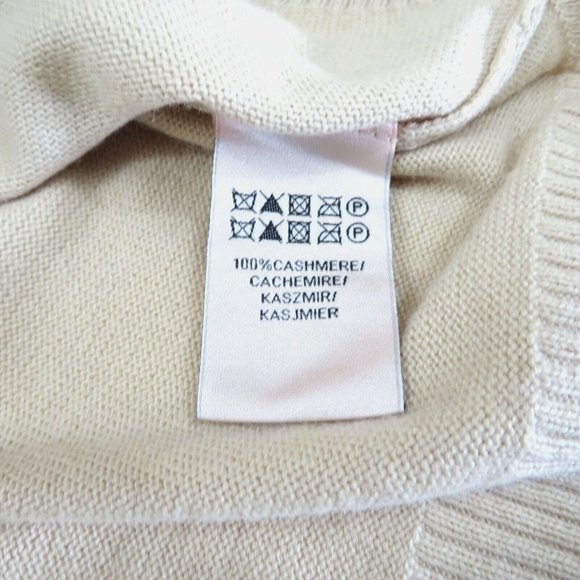 P
P
100%CASHMERE/
CACHEMIRE/
KASZMIR/
KASJMIER